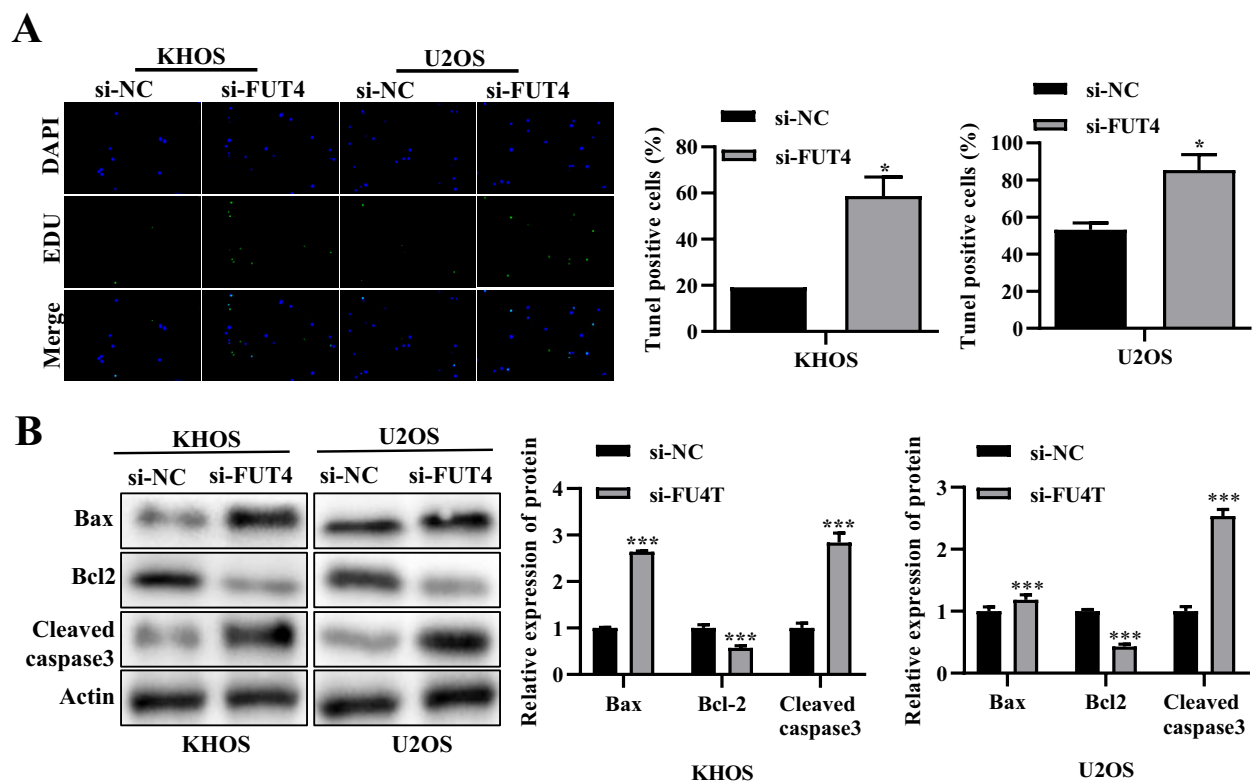 A
KHOS
U2OS
si-NC
si-FUT4
si-NC
si-FUT4
DAPI
EDU
Merge
si-NC
si-FUT4
Tunel positive cells (%)
80
60
40
20
0
*
KHOS
si-NC
si-FUT4
Tunel positive cells (%)
100
80
60
40
20
0
*
U2OS
B
KHOS
U2OS
si-NC
si-FUT4
si-NC
si-FUT4
Bax
Bcl2
Cleaved
caspase3
Actin
KHOS
U2OS
si-NC
si-FU4T
Relative expression of protein
4
3
2
1
0
***
***
***
Bax
Bcl-2
Cleaved
caspase3
KHOS
si-NC
si-FU4T
Relative expression of protein
3
2
1
0
***
***
***
Bax
Bcl2
Cleaved
caspase3
U2OS